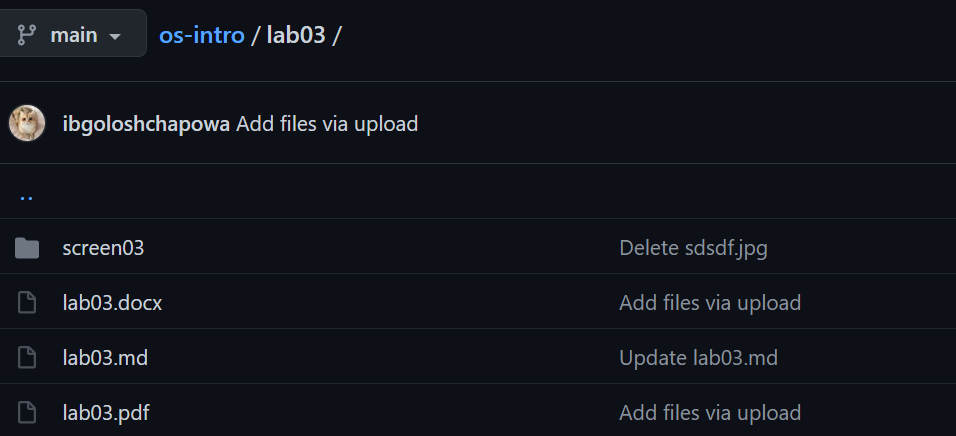 main
os-intro / lab03 /
ibgoloshchapowa Add files via upload
..
screen03 Delete sdsdf.jpg
lab03.docx Add files via upload
lab03.md Update lab03.md
lab03.pdf Add files via upload